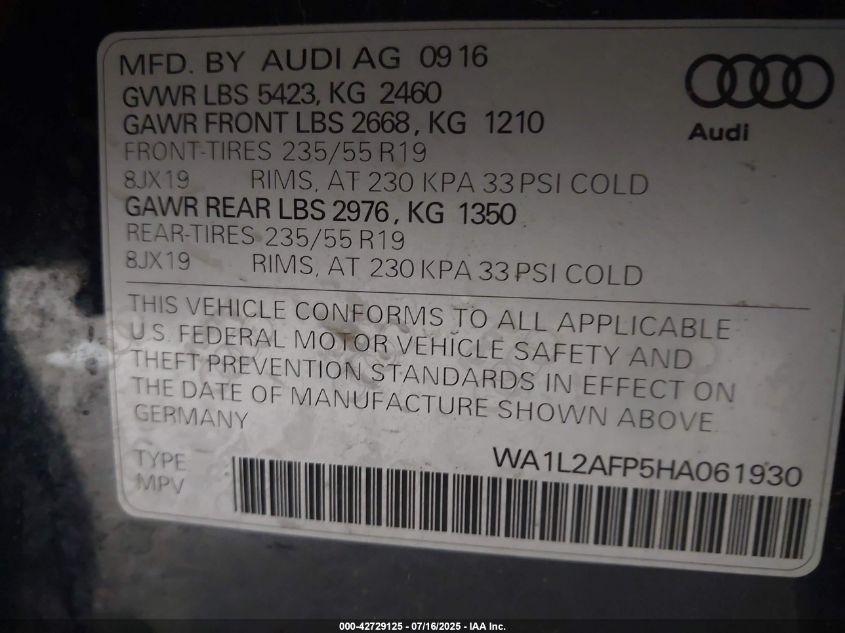 MFD. BY AUDI AG 09 16
GVWR LBS 5423, KG 2460
GAWR FRONT LBS 2668, KG 1210
FRONT-TIRES 235/55 R19
8JX19 RIMS, AT 230 KPA 33 PSI COLD
GAWR REAR LBS 2976, KG 1350
REAR-TIRES 235/55 R19
8JX19 RIMS, AT 230 KPA 33 PSI COLD
Audi
THIS VEHICLE CONFORMS TO ALL APPLICABLE
U.S. FEDERAL MOTOR VEHICLE SAFETY AND
THEFT PREVENTION STANDARDS IN EFFECT ON
THE DATE OF MANUFACTURE SHOWN ABOVE.
GERMANY
TYPE
MPV
WA1L2AFP5HA061930
000-42729125 - 07/16/2025 - IAA Inc.